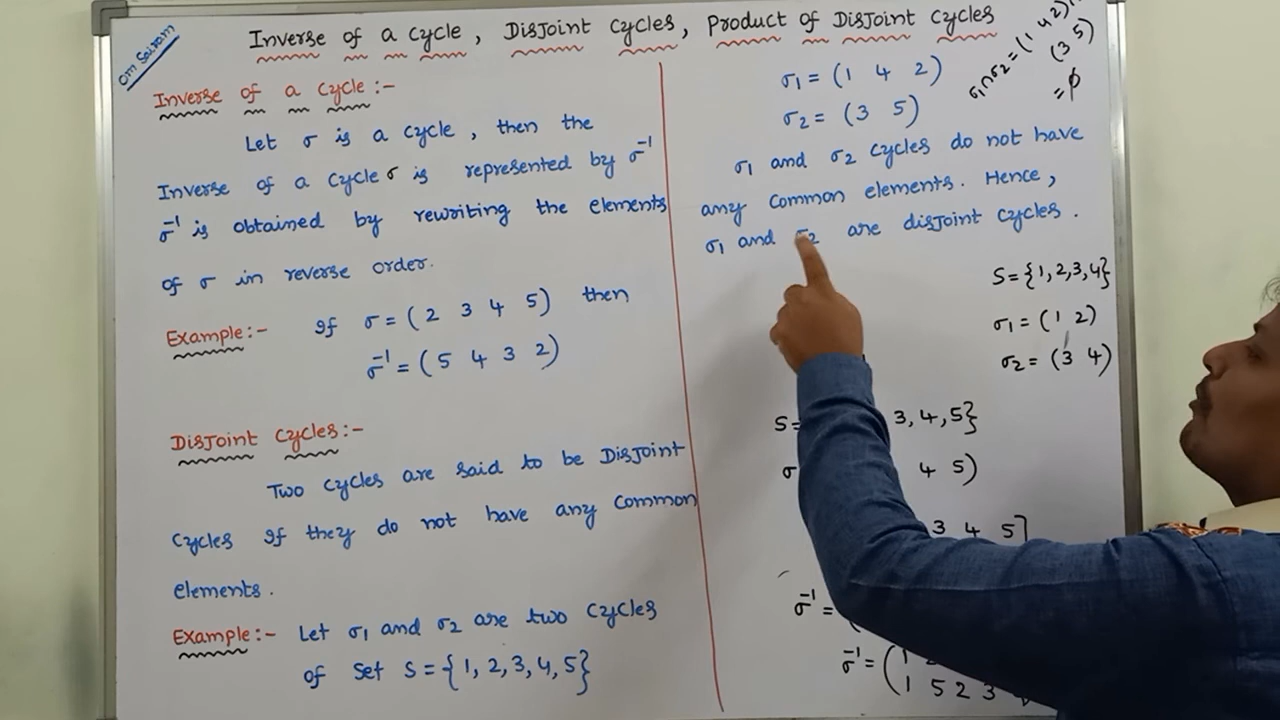 Om Sairam
Inverse of a cycle, Disjoint cycles, Product of Disjoint cycles
Inverse of a cycle :-
Let σ is a cycle, then the
Inverse of a cycle σ is represented by σ⁻¹
σ⁻¹ is obtained by rewriting the elements
of σ in reverse order.
Example :- If σ = (2 3 4 5) then
σ⁻¹ = (5 4 3 2)
Disjoint cycles :-
Two cycles are said to be Disjoint
cycles If they do not have any common
elements.
Example :- Let σ1 and σ2 are two cycles
of set S = {1, 2, 3, 4, 5}
σ1 = (1 4 2)
σ2 = (3 5)
σ1∩σ2 = (1 4 2)∩
(3 5)
= ϕ
σ1 and σ2 cycles do not have
any common elements. Hence,
σ1 and σ2 are disjoint cycles.
S = {1, 2, 3, 4}
σ1 = (1 2)
σ2 = (3 4)
S= 3, 4, 5}
σ 4 5)
3 4 5]
σ⁻¹ =
σ⁻¹ = (1
1 5 2 3